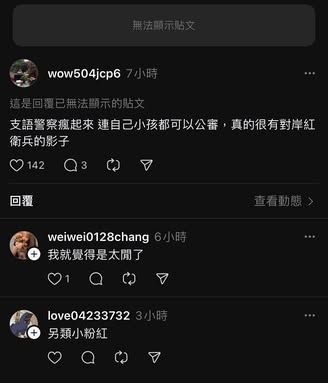 無法顯示貼文
wow504jcp6 7小時
這是回覆已無法顯示的貼文
支語警察瘋起來 連自己小孩都可以公審，真的很有對岸紅
衛兵的影子
142 3
回覆 查看動態
weiwei0128chang 6小時
我就覺得是太閒了
1
love04233732 3小時
另類小粉紅